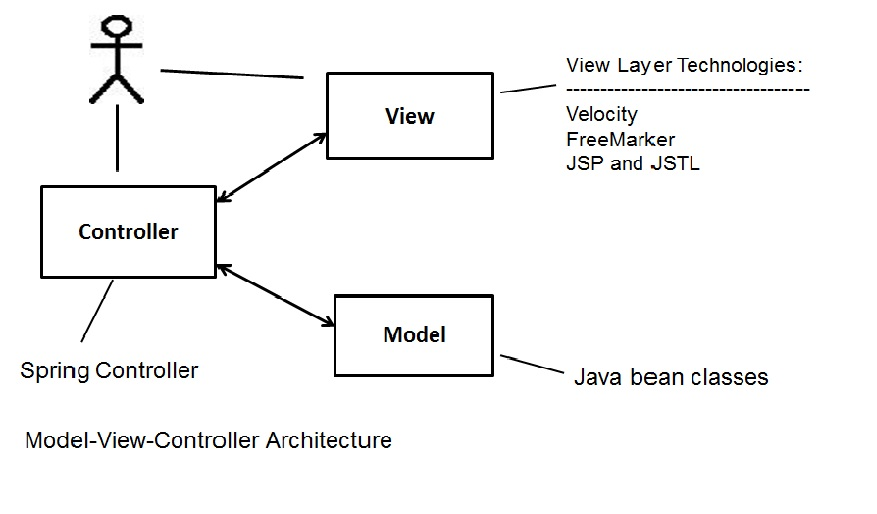 View Layer Technologies:
------------------------------------
Velocity
FreeMarker
JSP and JSTL
View
Controller
Model
Spring Controller
Java bean classes
Model-View-Controller Architecture